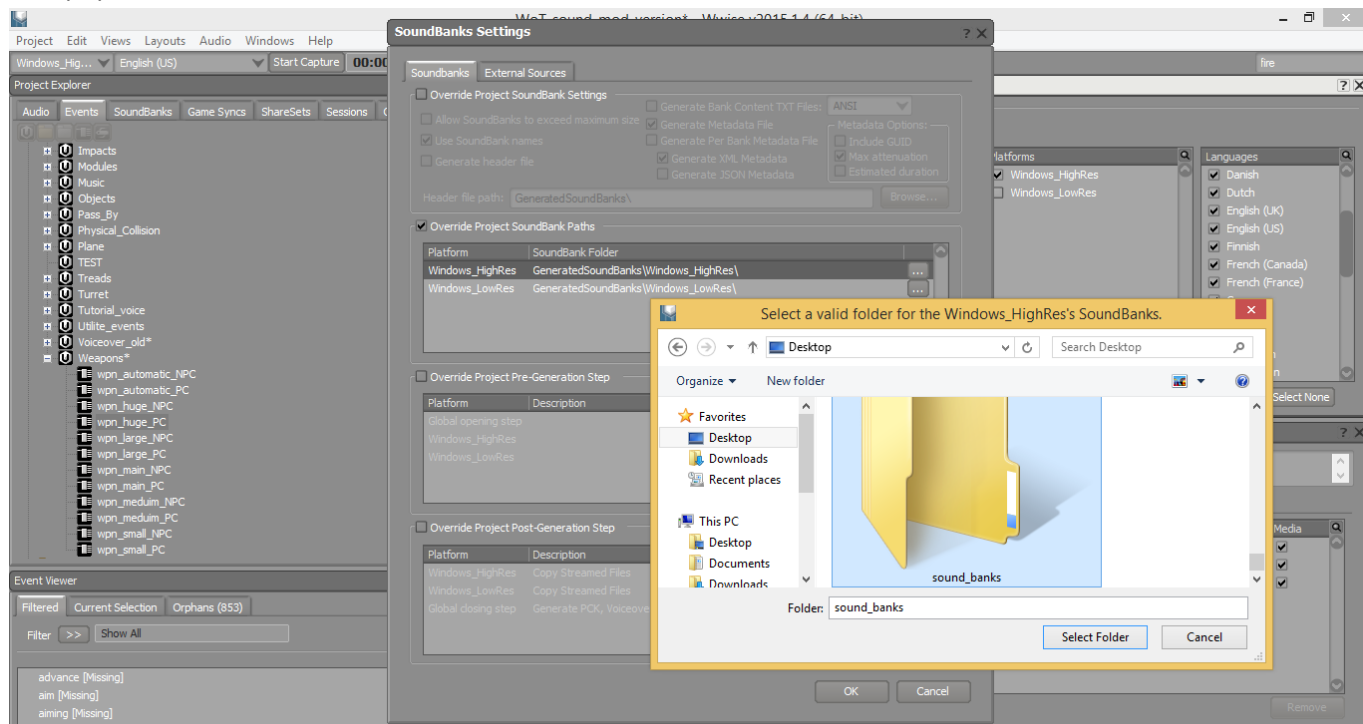 WoT_sound_mod_version* - Wwise v2015.1.4 (64-bit)
Project Edit Views Layouts Audio Windows Help
Windows_Hig... English (US) Start Capture 00:00
fire
Project Explorer
Audio Events SoundBanks Game Syncs ShareSets Sessions
Impacts
Modules
Music
Objects
Pass_By
Physical_Collision
Plane
TEST
Treads
Turret
Tutorial_voice
Utilite_events
Voiceover_old*
Weapons*
wpn_automatic_NPC
wpn_automatic_PC
wpn_huge_NPC
wpn_huge_PC
wpn_large_NPC
wpn_large_PC
wpn_main_NPC
wpn_main_PC
wpn_meduim_NPC
wpn_meduim_PC
wpn_small_NPC
wpn_small_PC
Event Viewer
Filtered Current Selection Orphans (853)
Filter >> Show All
advance [Missing]
aim [Missing]
aiming [Missing]
SoundBanks Settings
? X
Soundbanks External Sources
Override Project SoundBank Settings
Allow SoundBanks to exceed maximum size
Use SoundBank names
Generate header file
Generate Bank Content TXT Files: ANSI
Generate Metadata File
Generate Per Bank Metadata File
Generate XML Metadata
Generate JSON Metadata
Metadata Options:
Include GUID
Max attenuation
Estimated duration
Header file path: GeneratedSoundBanks\ Browse...
Override Project SoundBank Paths
Platform SoundBank Folder
Windows_HighRes GeneratedSoundBanks\Windows_HighRes\ ...
Windows_LowRes GeneratedSoundBanks\Windows_LowRes\ ...
Override Project Pre-Generation Step
Platform Description
Global opening step
Windows_HighRes
Windows_LowRes
Override Project Post-Generation Step
Platform Description
Windows_HighRes Copy Streamed Files
Windows_LowRes Copy Streamed Files
Global closing step Generate PCK, Voiceover
OK Cancel
Select a valid folder for the Windows_HighRes's SoundBanks.
Desktop
Search Desktop
Organize New folder
Favorites
Desktop
Downloads
Recent places
This PC
Desktop
Documents
Downloads
sound_banks
Folder: sound_banks
Select Folder Cancel
? X
Platforms
Windows_HighRes
Windows_LowRes
Languages
Danish
Dutch
English (UK)
English (US)
Finnish
French (Canada)
French (France)
Select None
? X
Media
Remove